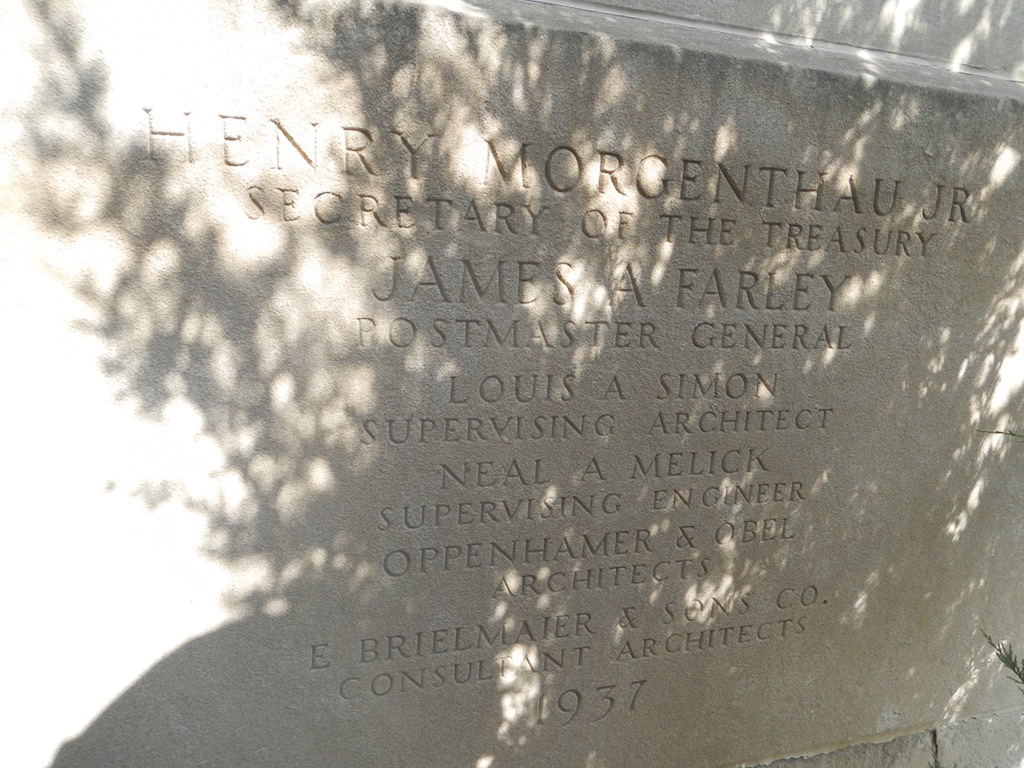 HENRY MORGENTHAU JR
SECRETARY OF THE TREASURY
JAMES A FARLEY
POSTMASTER GENERAL
LOUIS A SIMON
SUPERVISING ARCHITECT
NEAL A MELICK
SUPERVISING ENGINEER
OPPENHAMER & OBEL
ARCHITECTS
E BRIELMAIER & SONS CO.
CONSULTANT ARCHITECTS
1937